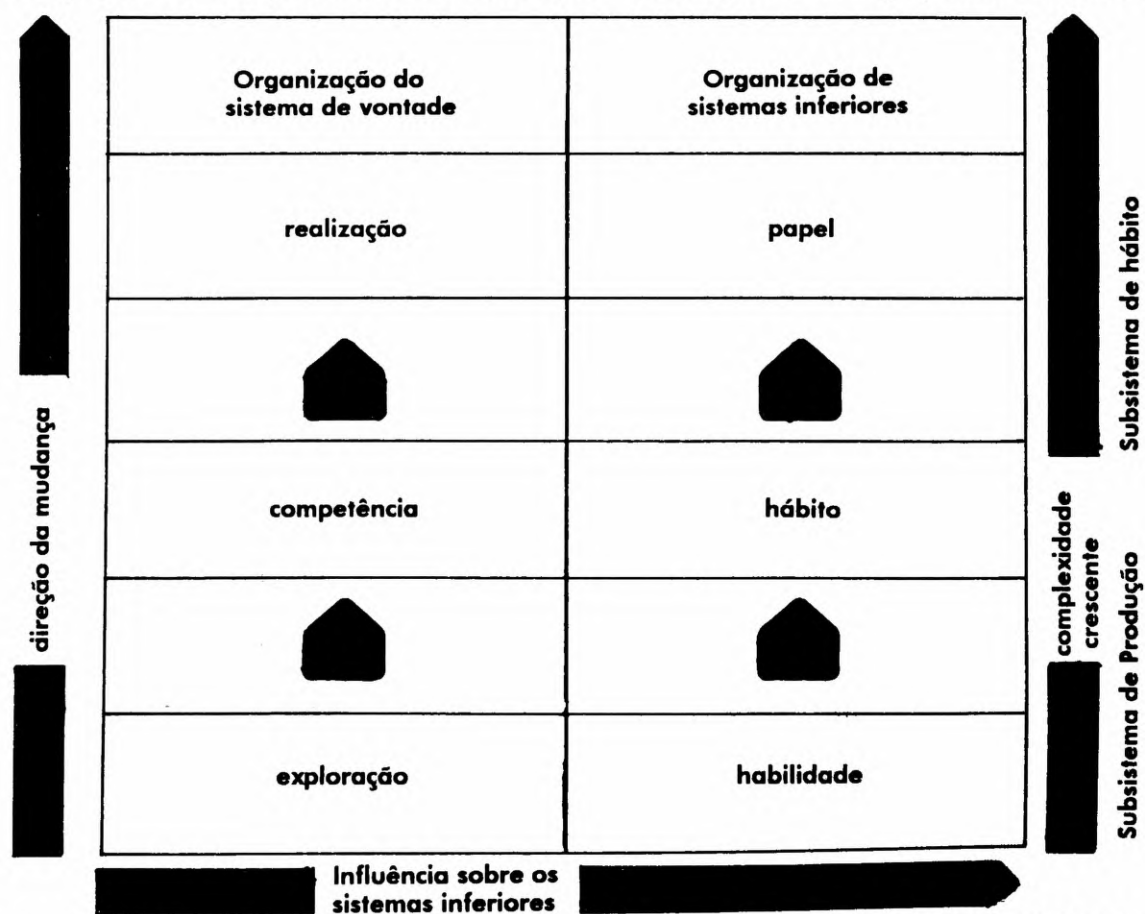 Organização do
sistema de vontade
Organização de
sistemas inferiores
realização
papel
competência
hábito
exploração
habilidade
direção da mudança
complexidade
crescente
Subsistema de hábito
Subsistema de Produção
Influência sobre os
sistemas inferiores